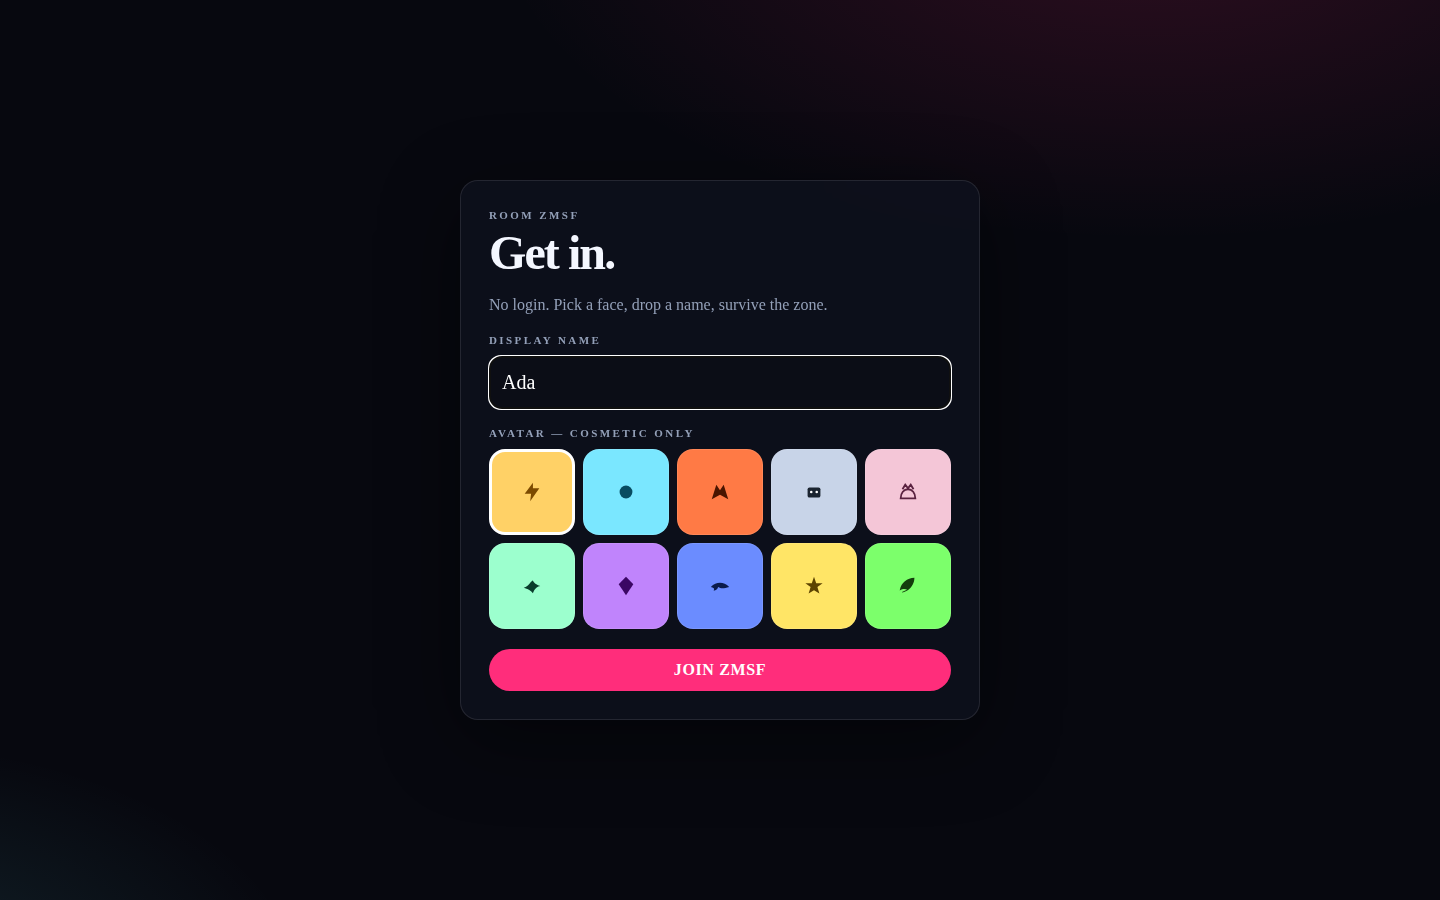 ROOM ZMSF
Get in.
No login. Pick a face, drop a name, survive the zone.
DISPLAY NAME
Ada
AVATAR — COSMETIC ONLY
JOIN ZMSF